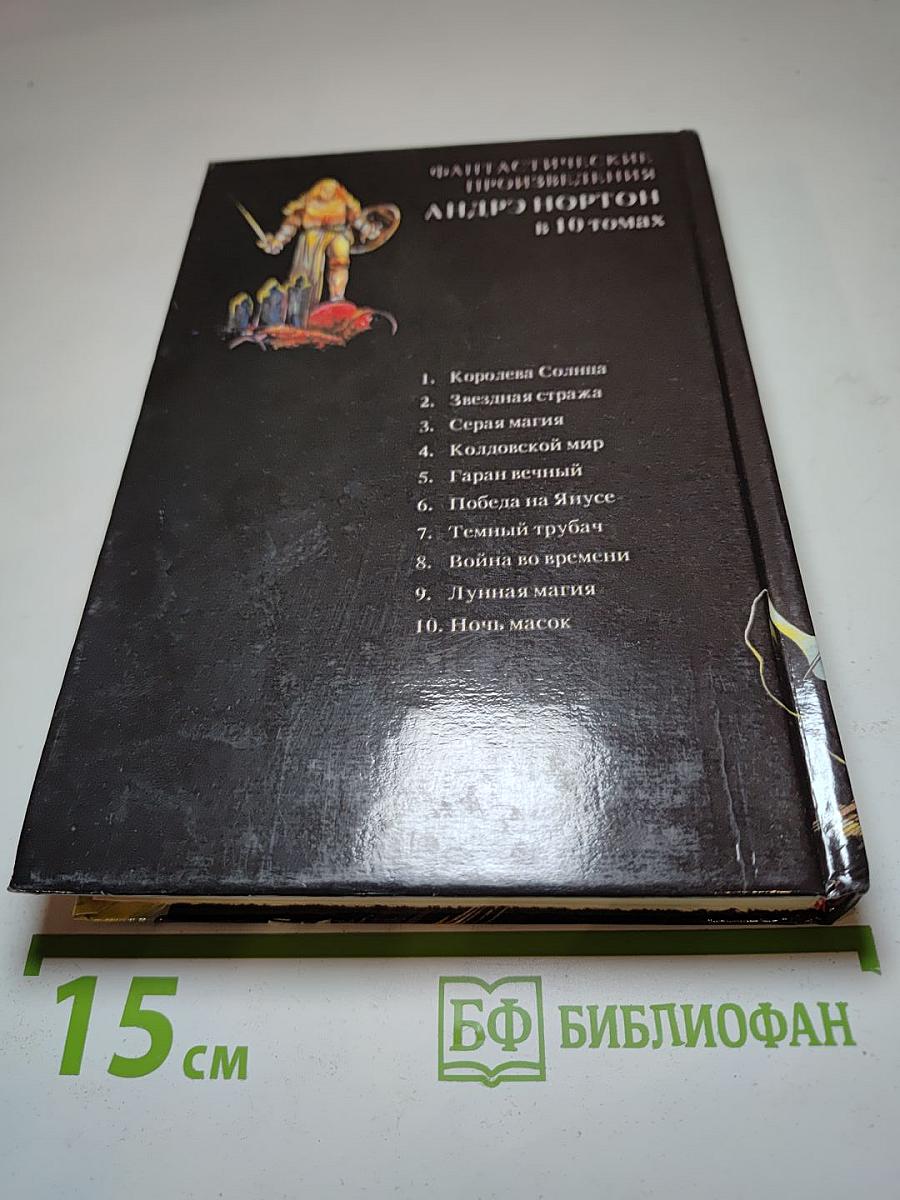 ФАНТАСТИЧЕСКИЕ
ПРОИЗВЕДЕНИЯ
АНДРЭ НОРТОН
в 10 томах
1. Королева Солнца
2. Звездная стража
3. Серая магия
4. Колдовской мир
5. Гаран вечный
6. Победа на Янусе
7. Темный трубач
8. Война во времени
9. Лунная магия
10. Ночь масок
15 см
БФ БИБЛИОФАН